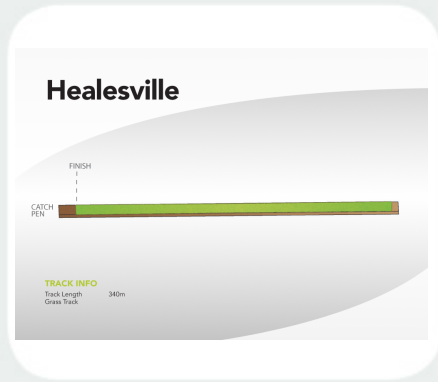 Healesville
FINISH
CATCH
PEN
TRACK INFO
Track Length 340m
Grass Track